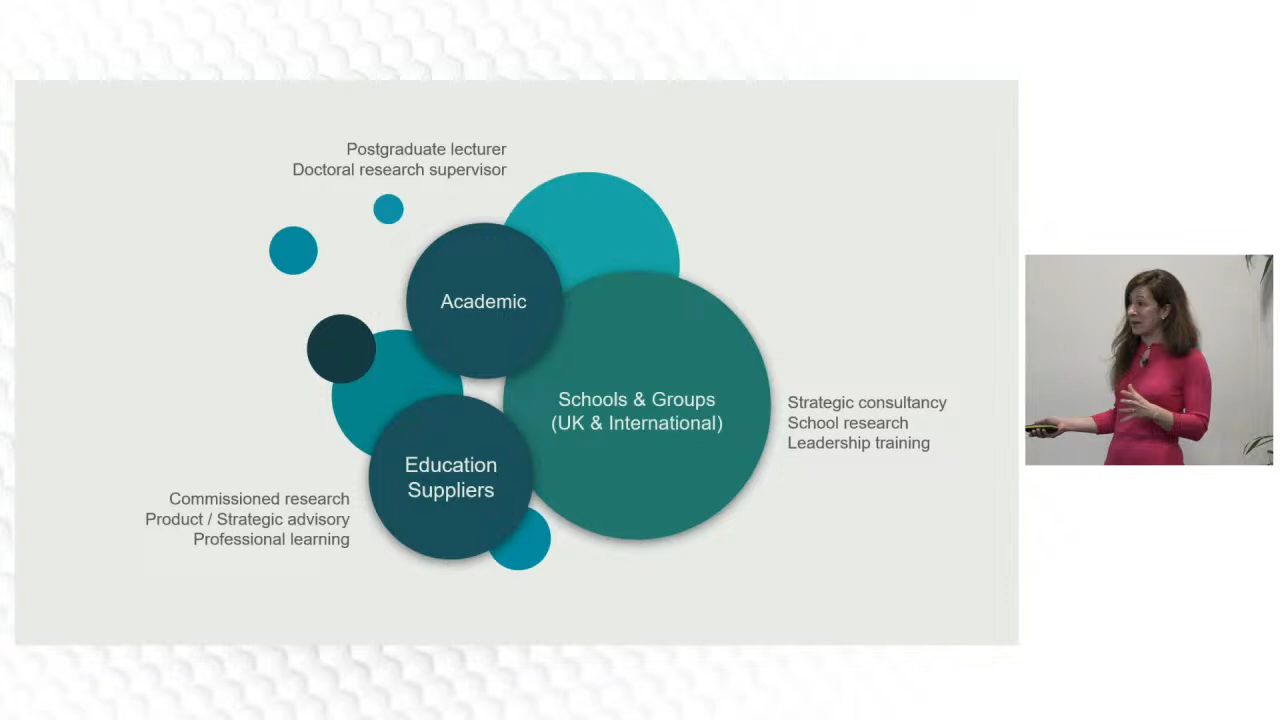 Postgraduate lecturer
Doctoral research supervisor
Academic
Schools & Groups
(UK & International)
Strategic consultancy
School research
Leadership training
Education
Suppliers
Commissioned research
Product / Strategic advisory
Professional learning